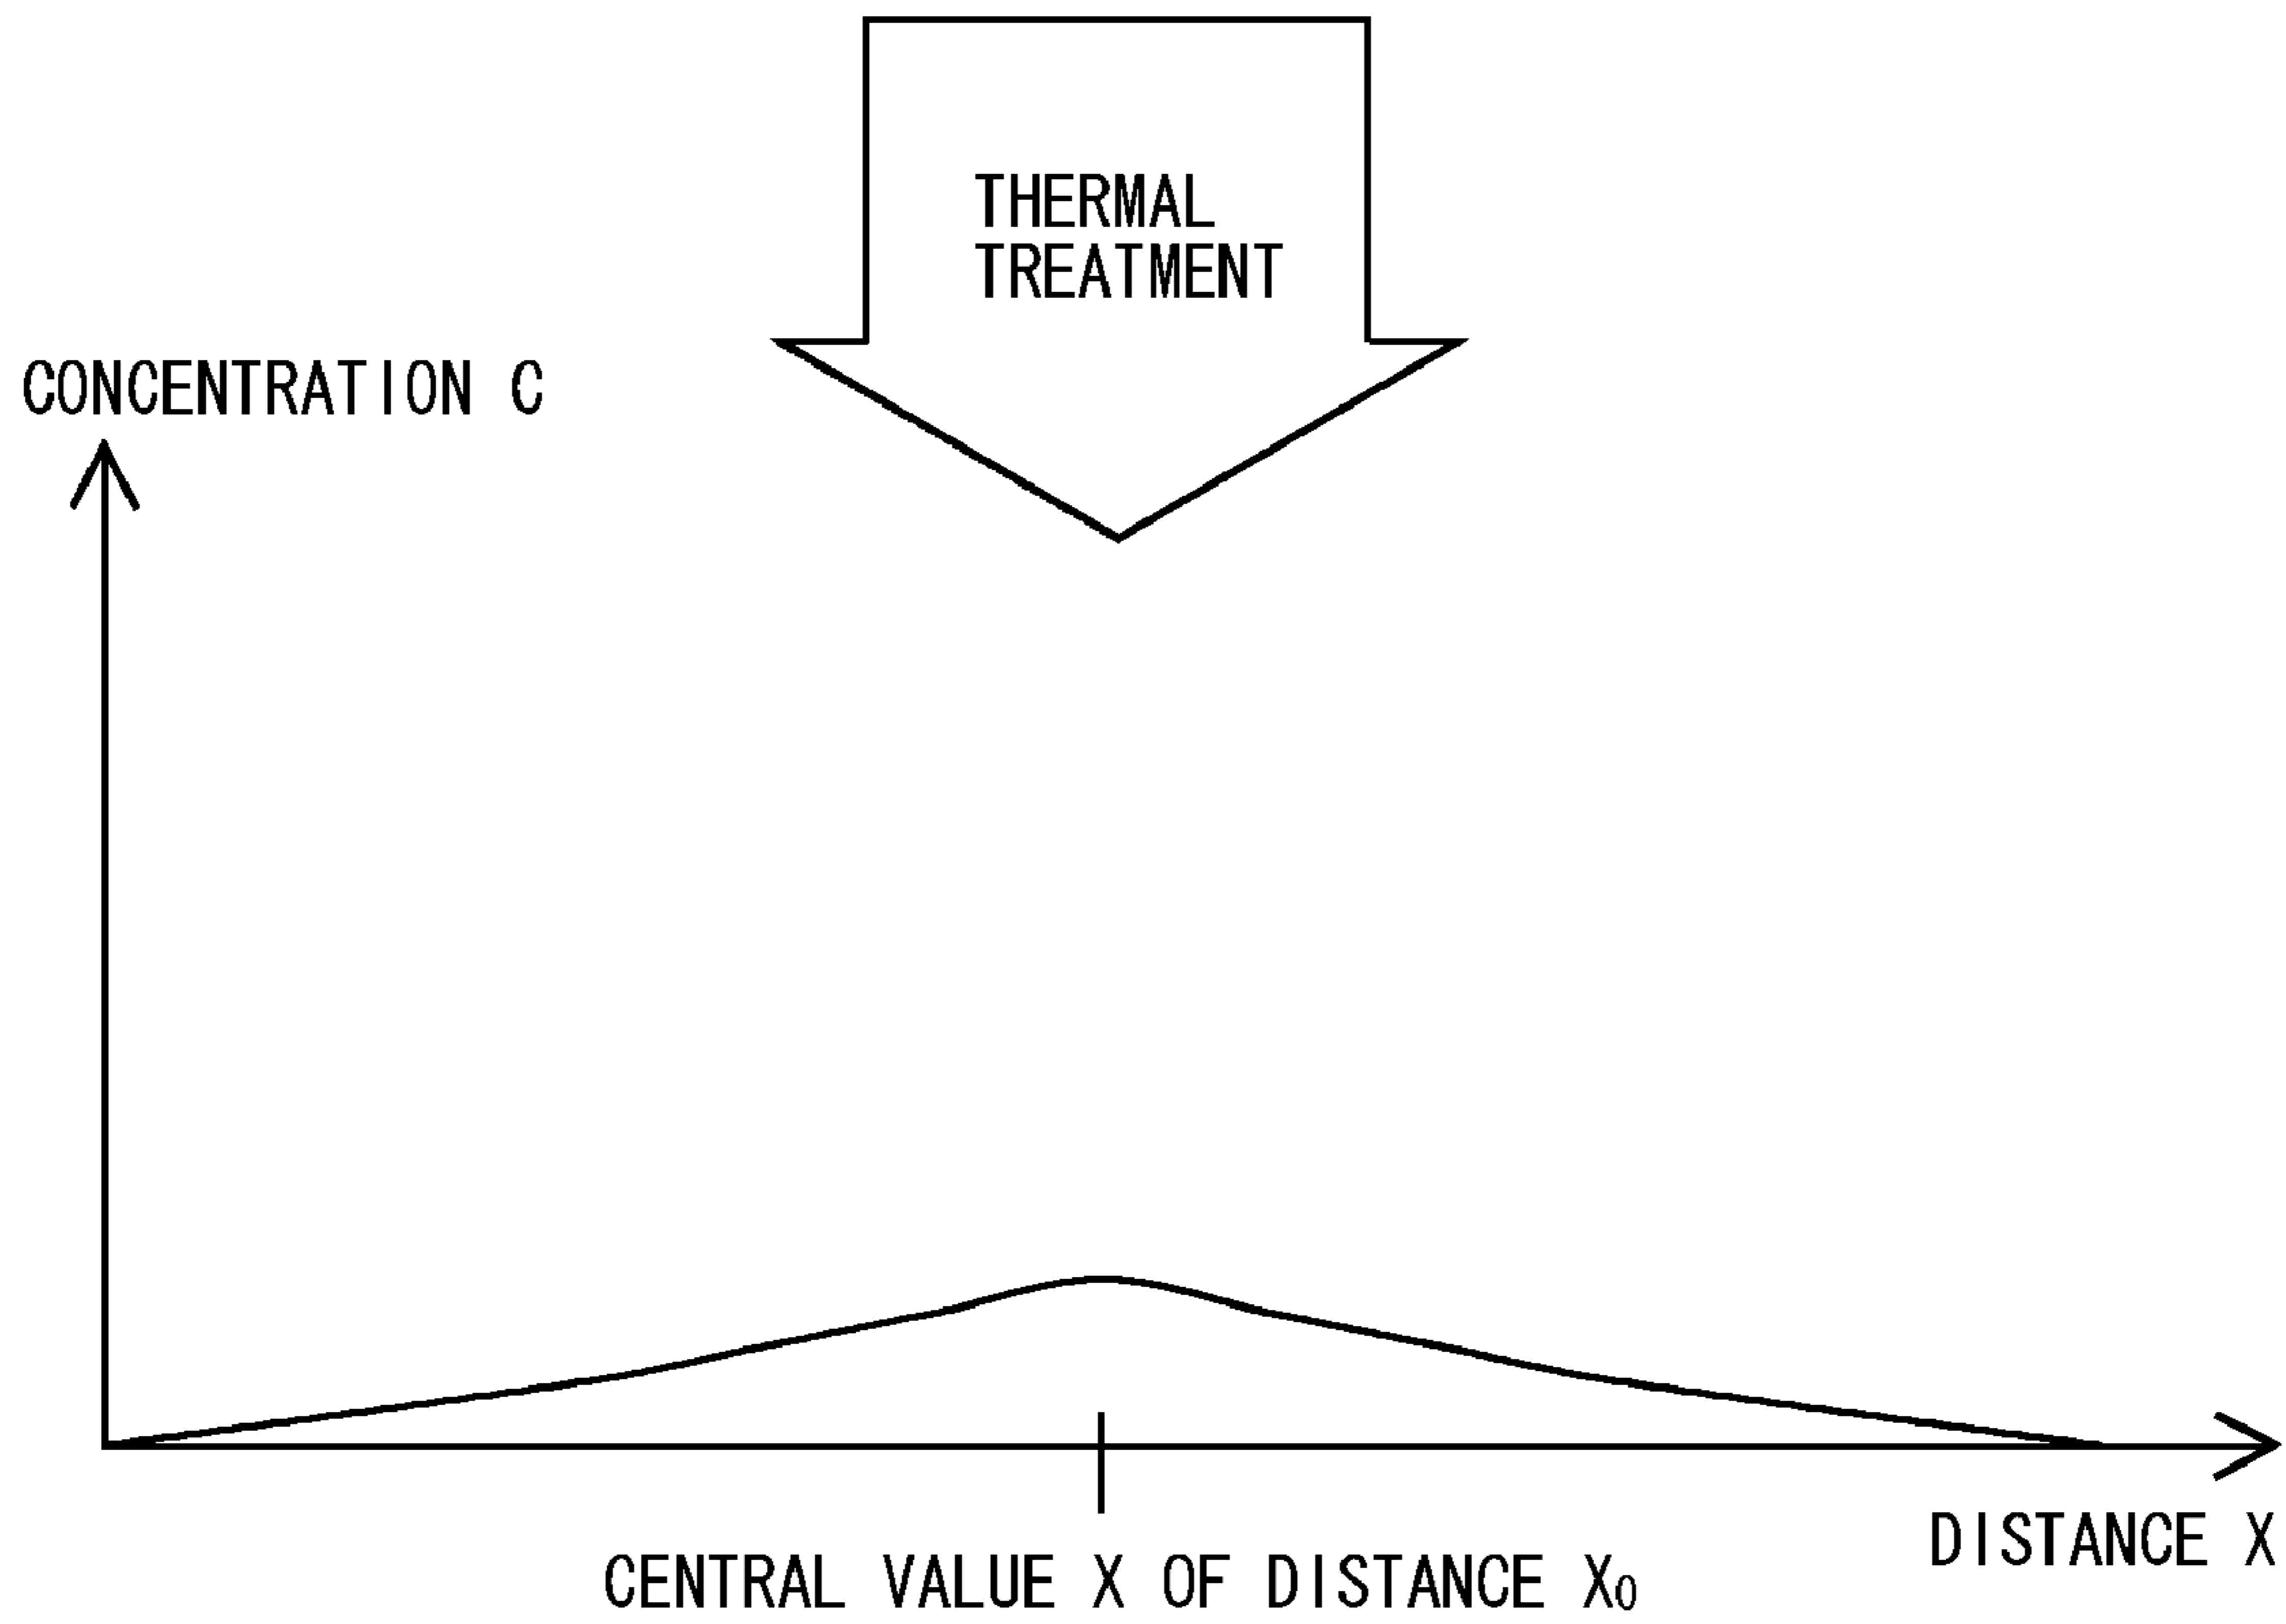 THERMAL
TREATMENT
CONCENTRATION C
DISTANCE X
CENTRAL VALUE X OF DISTANCE X₀